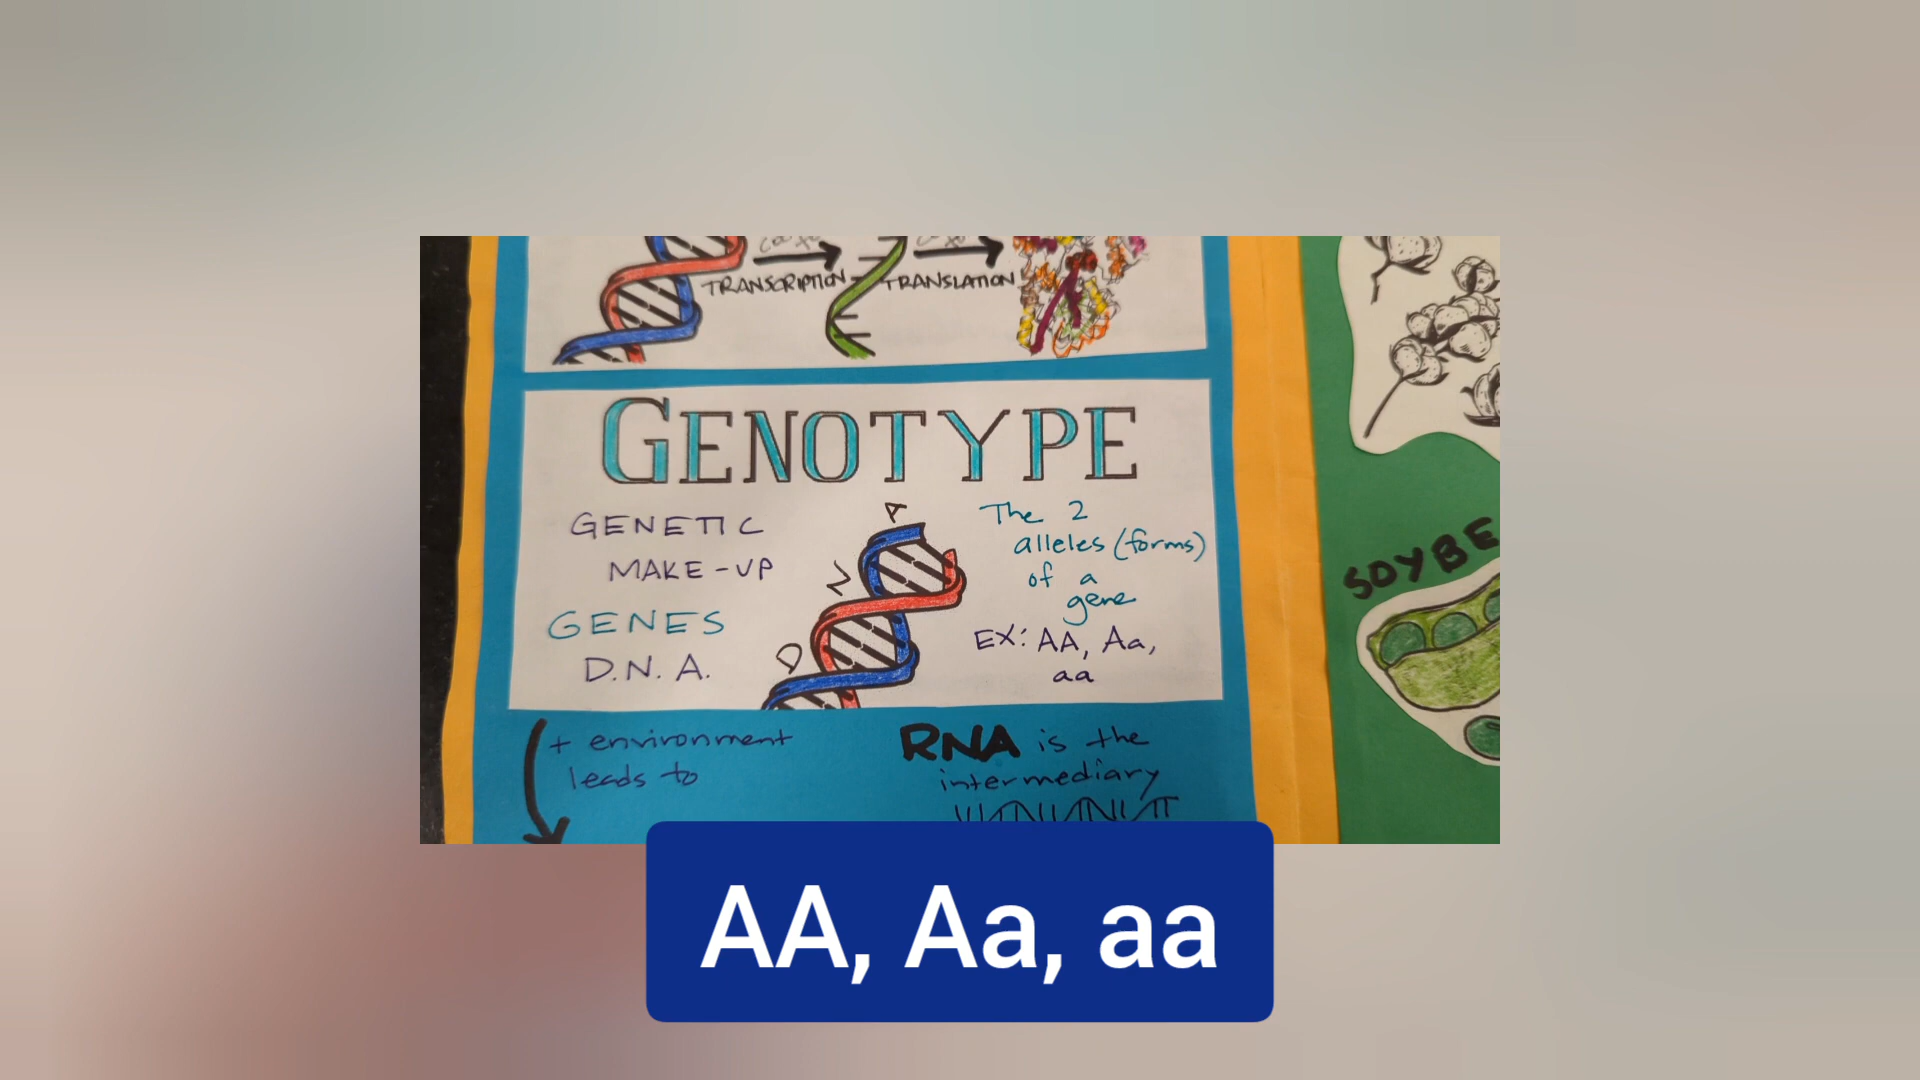 TRANSCRIPTION
TRANSLATION
GENOTYPE
GENETIC
MAKE-UP
GENES
D.N.A.
DNA
The 2
alleles (forms)
of a
gene
EX: AA, Aa,
aa
SOYBE
+ environment
leads to
RNA is the
intermediary
AA, Aa, aa